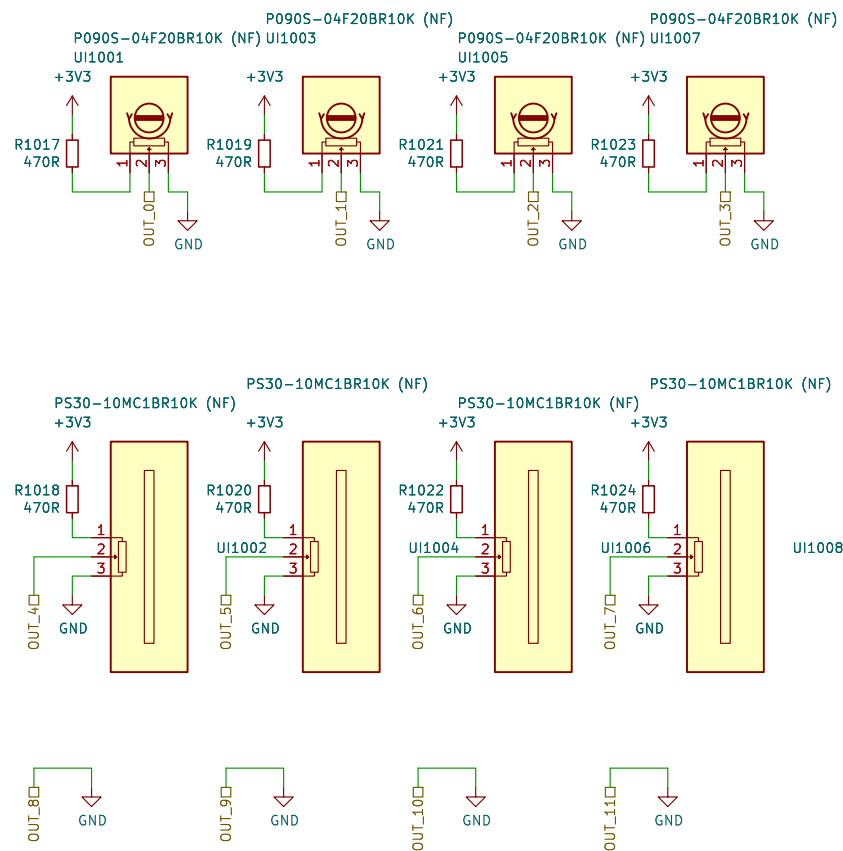 P090S-04F20BR10K (NF)
UI1001
+3V3
R1017
470R
1
2
3
OUT_0
GND
P090S-04F20BR10K (NF)
UI1003
+3V3
R1019
470R
1
2
3
OUT_1
GND
P090S-04F20BR10K (NF)
UI1005
+3V3
R1021
470R
1
2
3
OUT_2
GND
P090S-04F20BR10K (NF)
UI1007
+3V3
R1023
470R
1
2
3
OUT_3
GND
PS30-10MC1BR10K (NF)
+3V3
R1018
470R
1
2
3
UI1002
OUT_4
GND
PS30-10MC1BR10K (NF)
+3V3
R1020
470R
1
2
3
UI1004
OUT_5
GND
PS30-10MC1BR10K (NF)
+3V3
R1022
470R
1
2
3
UI1006
OUT_6
GND
PS30-10MC1BR10K (NF)
+3V3
R1024
470R
1
2
3
UI1008
OUT_7
GND
OUT_8
GND
OUT_9
GND
OUT_10
GND
OUT_11
GND